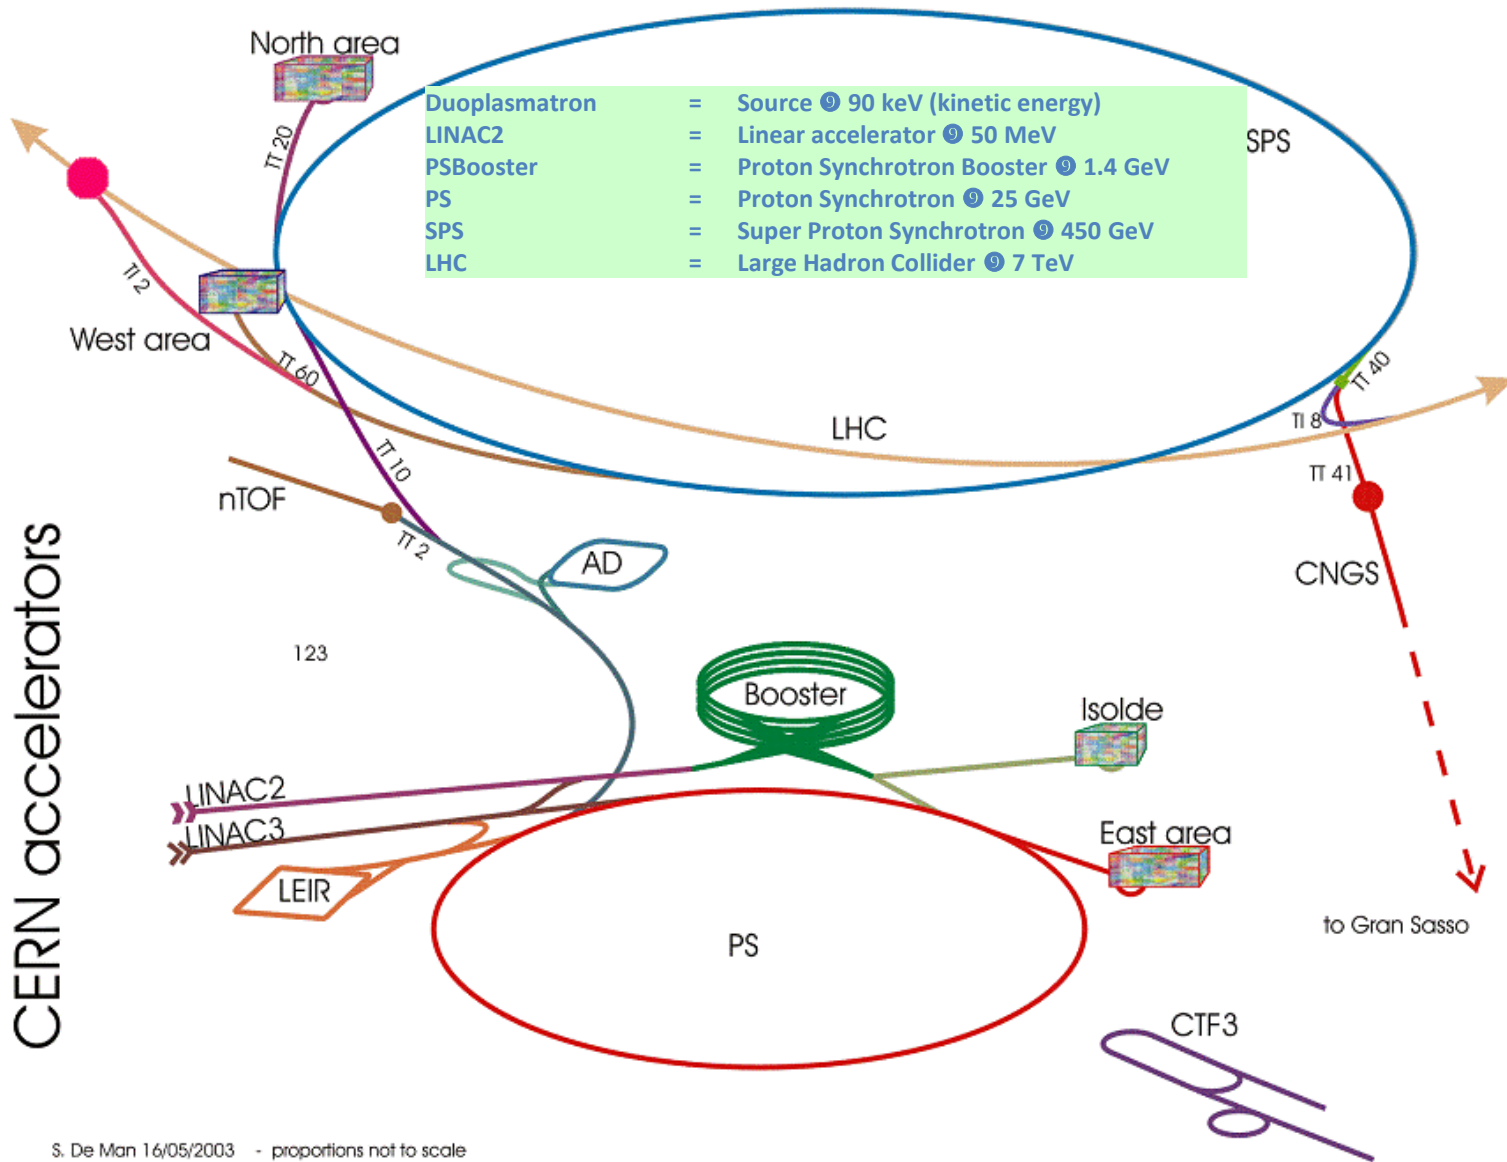 North area
Duoplasmatron = Source ➒ 90 keV (kinetic energy)
LINAC2 = Linear accelerator ➒ 50 MeV
PSBooster = Proton Synchrotron Booster ➒ 1.4 GeV
PS = Proton Synchrotron ➒ 25 GeV
SPS = Super Proton Synchrotron ➒ 450 GeV
LHC = Large Hadron Collider ➒ 7 TeV
SPS
TT 20
TI 2
West area
TT 60
TT 40
TI 8
LHC
TT 10
TT 41
nTOF
TT 2
AD
CNGS
CERN accelerators
123
Booster
Isolde
LINAC2
LINAC3
East area
LEIR
PS
to Gran Sasso
CTF3
S. De Man 16/05/2003 - proportions not to scale